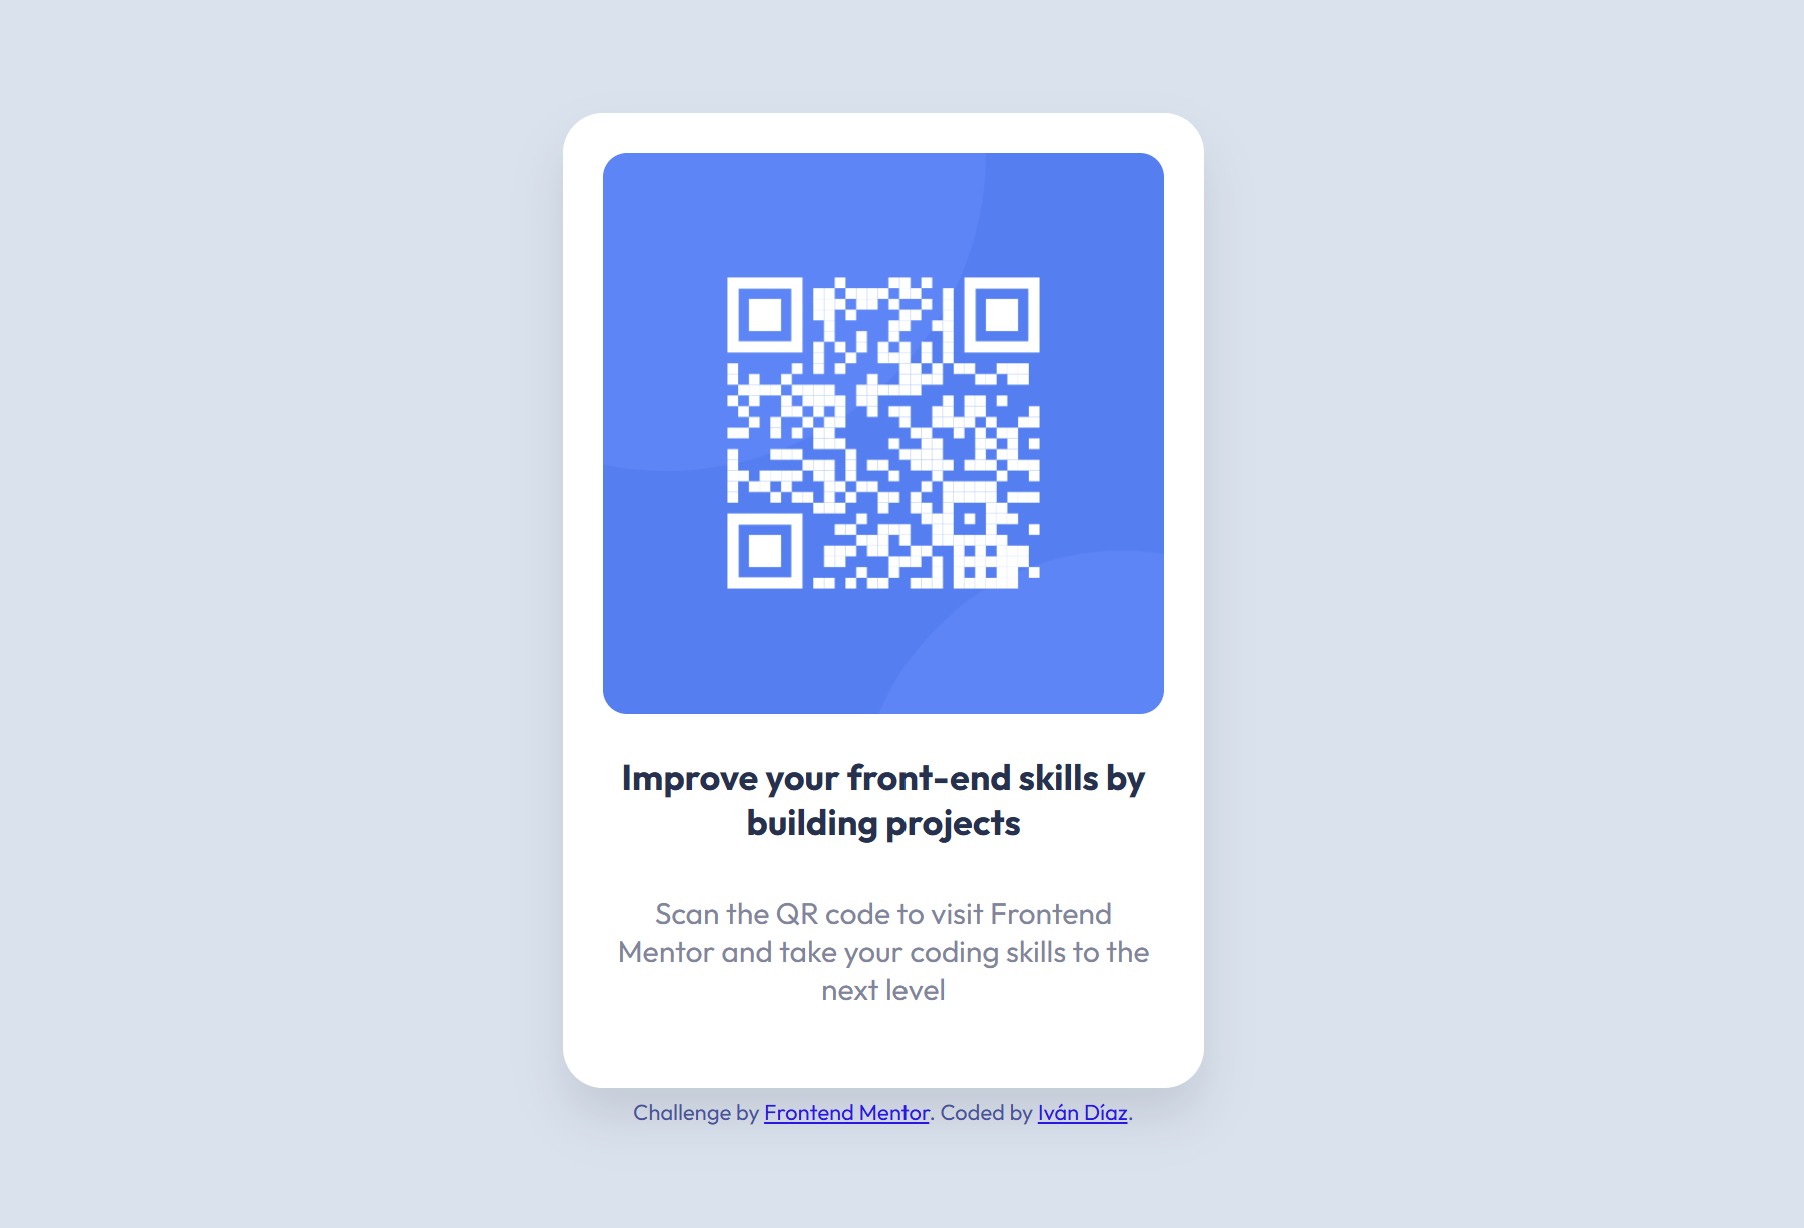 Improve your front-end skills by
building projects
Scan the QR code to visit Frontend
Mentor and take your coding skills to the
next level
Challenge by Frontend Mentor. Coded by Iván Díaz.